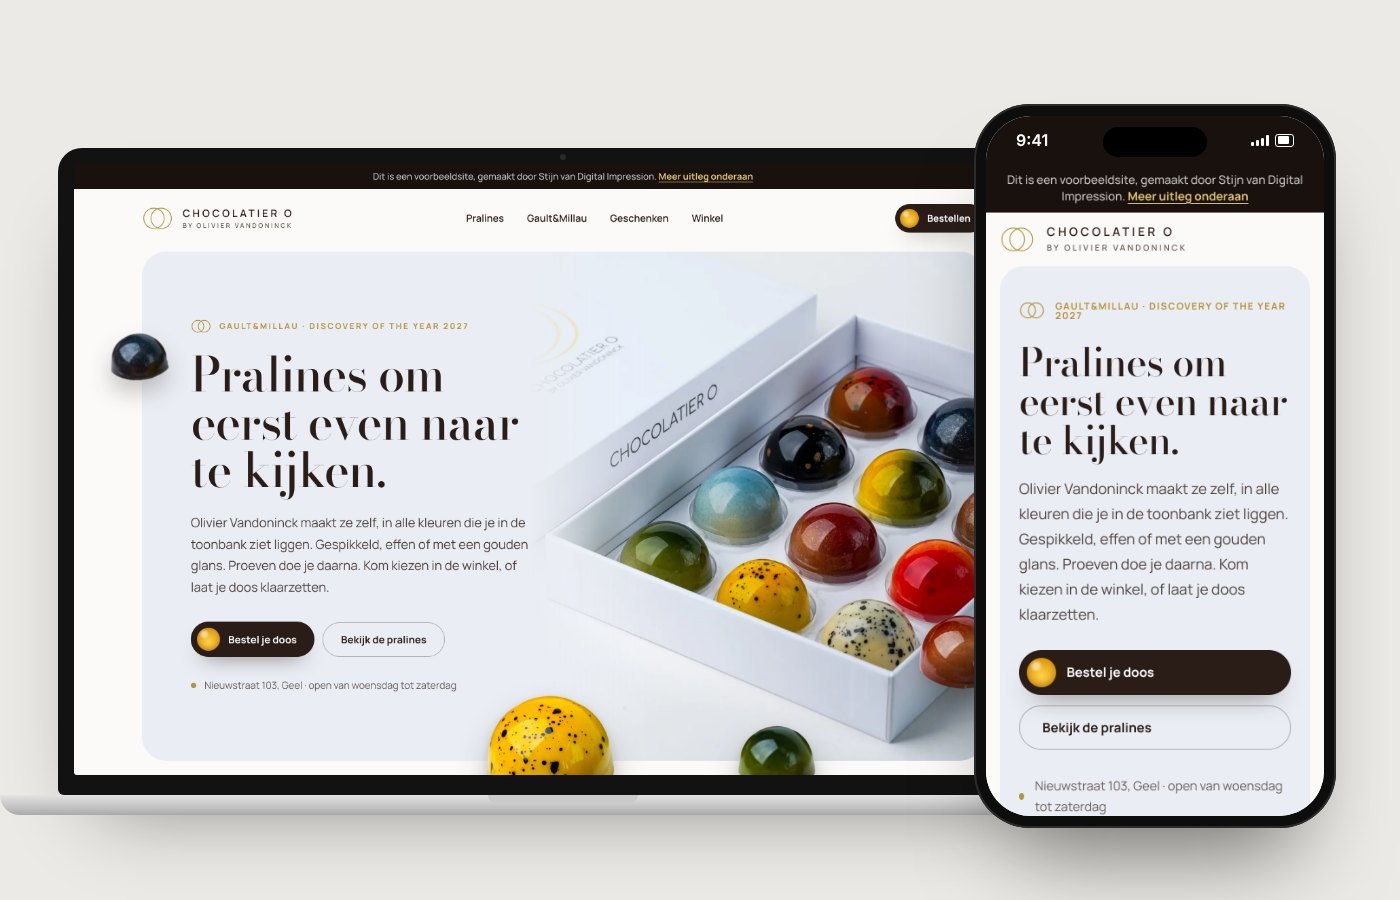 Dit is een voorbeeldsite, gemaakt door Stijn van Digital Impression. Meer uitleg onderaan
CHOCOLATIER O
BY OLIVIER VANDONINCK
Pralines
Gault&Millau
Geschenken
Winkel
Bestellen
GAULT&MILLAU · DISCOVERY OF THE YEAR 2027
Pralines om
eerst even naar
te kijken.
Olivier Vandoninck maakt ze zelf, in alle kleuren die je in de
toonbank ziet liggen. Gespikkeld, effen of met een gouden
glans. Proeven doe je daarna. Kom kiezen in de winkel, of
laat je doos klaarzetten.
Bestel je doos
Bekijk de pralines
Nieuwstraat 103, Geel · open van woensdag tot zaterdag
CHOCOLATIER O
BY OLIVIER VANDONINCK
CHOCOLATIER O
9:41
Dit is een voorbeeldsite, gemaakt door Stijn van Digital
Impression. Meer uitleg onderaan
CHOCOLATIER O
BY OLIVIER VANDONINCK
GAULT&MILLAU · DISCOVERY OF THE YEAR
2027
Pralines om
eerst even naar
te kijken.
Olivier Vandoninck maakt ze zelf, in alle
kleuren die je in de toonbank ziet liggen.
Gespikkeld, effen of met een gouden
glans. Proeven doe je daarna. Kom
kiezen in de winkel, of laat je doos
klaarzetten.
Bestel je doos
Bekijk de pralines
Nieuwstraat 103, Geel · open van woensdag
tot zaterdag